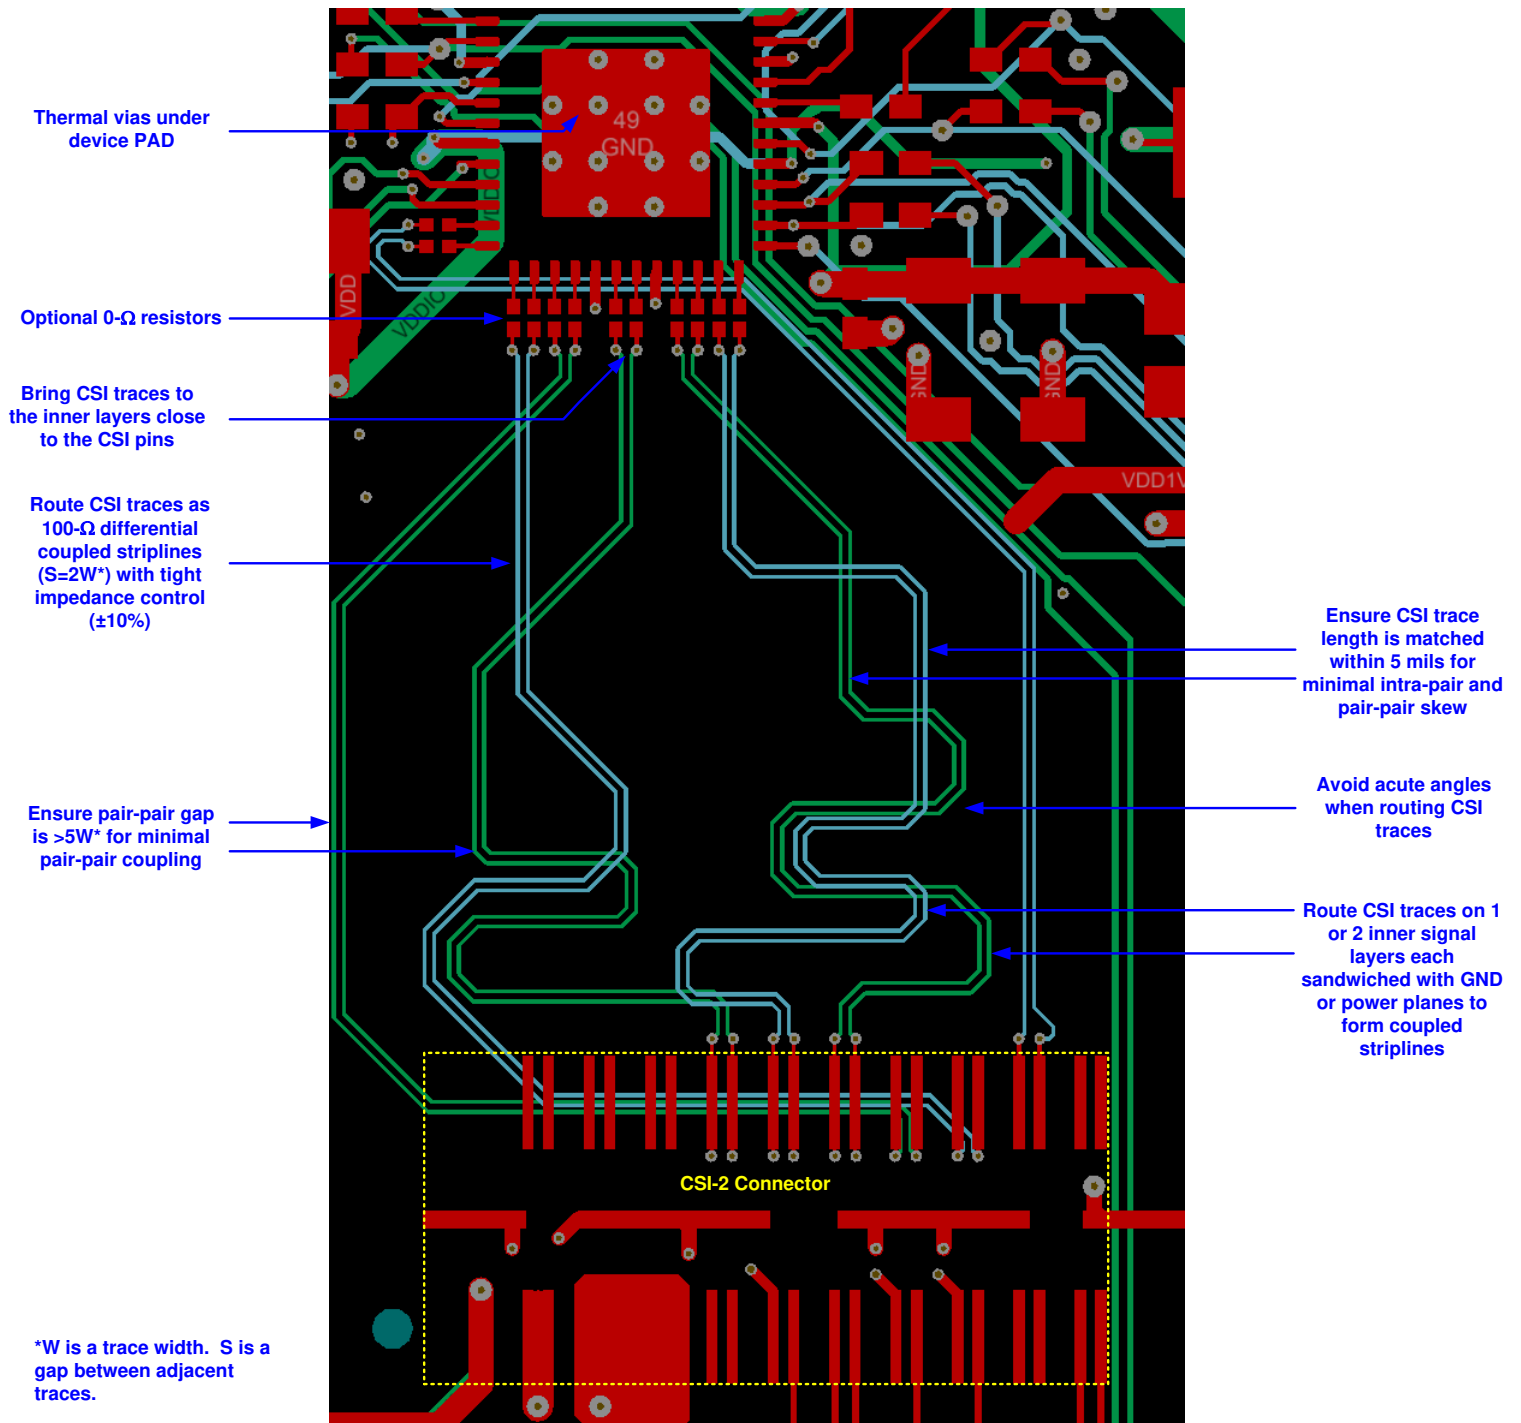 Thermal vias under
device PAD
Optional 0-Ω resistors
Bring CSI traces to
the inner layers close
to the CSI pins
Route CSI traces as
100-Ω differential
coupled striplines
(S=2W*) with tight
impedance control
(±10%)
Ensure pair-pair gap
is >5W* for minimal
pair-pair coupling
*W is a trace width. S is a
gap between adjacent
traces.
49
GND
VDDIO
VDD
VDDIO
GND
GND
VDD1V
CSI-2 Connector
Ensure CSI trace
length is matched
within 5 mils for
minimal intra-pair and
pair-pair skew
Avoid acute angles
when routing CSI
traces
Route CSI traces on 1
or 2 inner signal
layers each
sandwiched with GND
or power planes to
form coupled
striplines